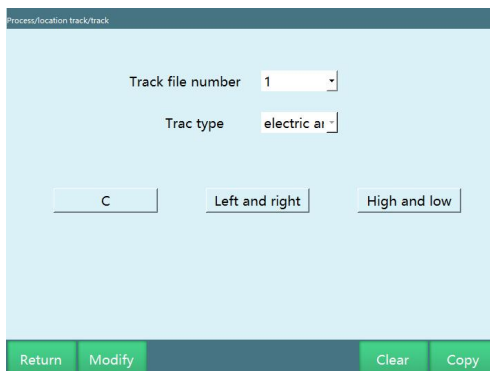 Process/location track/track
Track file number 1
Trac type electric ar
C Left and right High and low
Return Modify Clear Copy